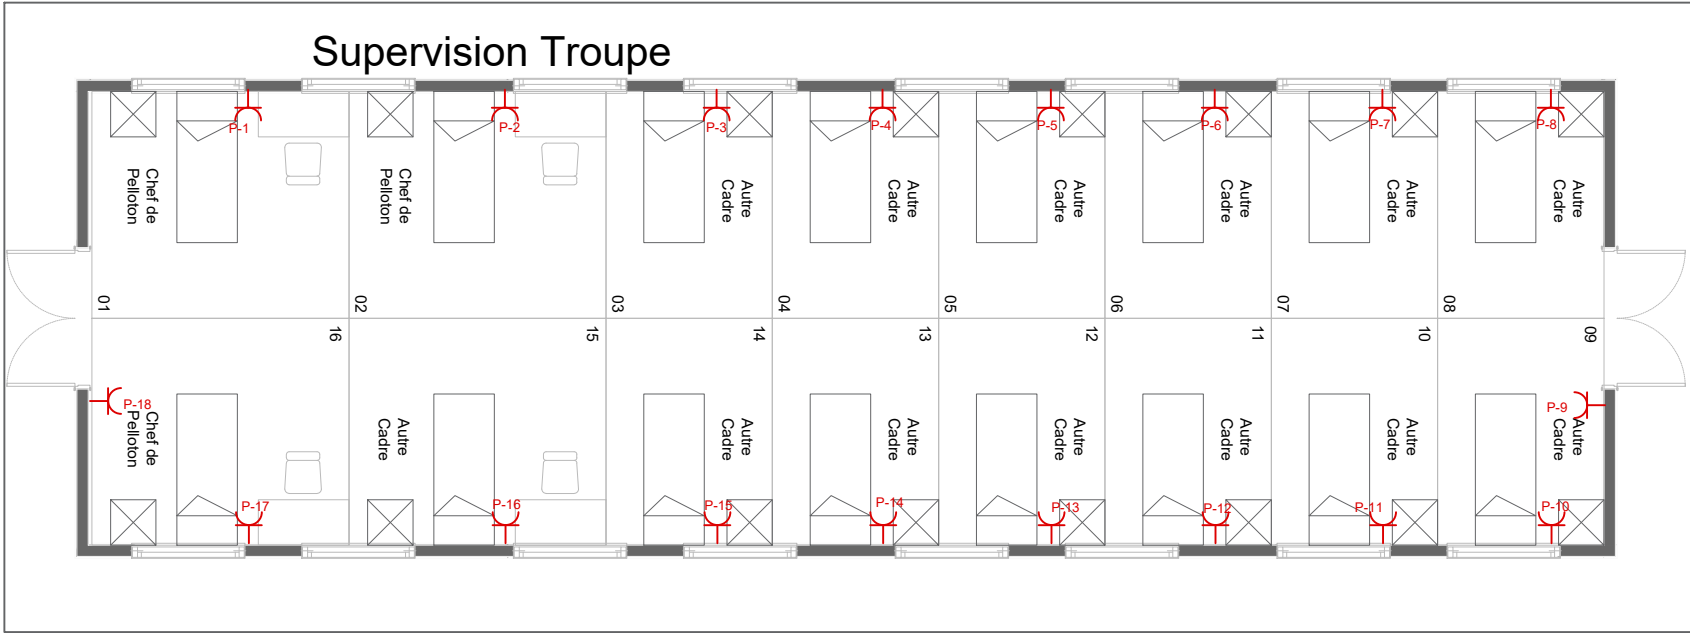 Supervision Troupe
P-1
P-2
P-3
P-4
P-5
P-6
P-7
P-8
Chef de
Pelloton
Chef de
Pelloton
Autre
Cadre
Autre
Cadre
Autre
Cadre
Autre
Cadre
Autre
Cadre
Autre
Cadre
01
02
03
04
05
06
07
08
16
15
14
13
12
11
10
09
P-18
P-9
Chef de
Pelloton
Autre
Cadre
Autre
Cadre
Autre
Cadre
Autre
Cadre
Autre
Cadre
Autre
Cadre
Autre
Cadre
P-17
P-16
P-15
P-14
P-13
P-12
P-11
P-10